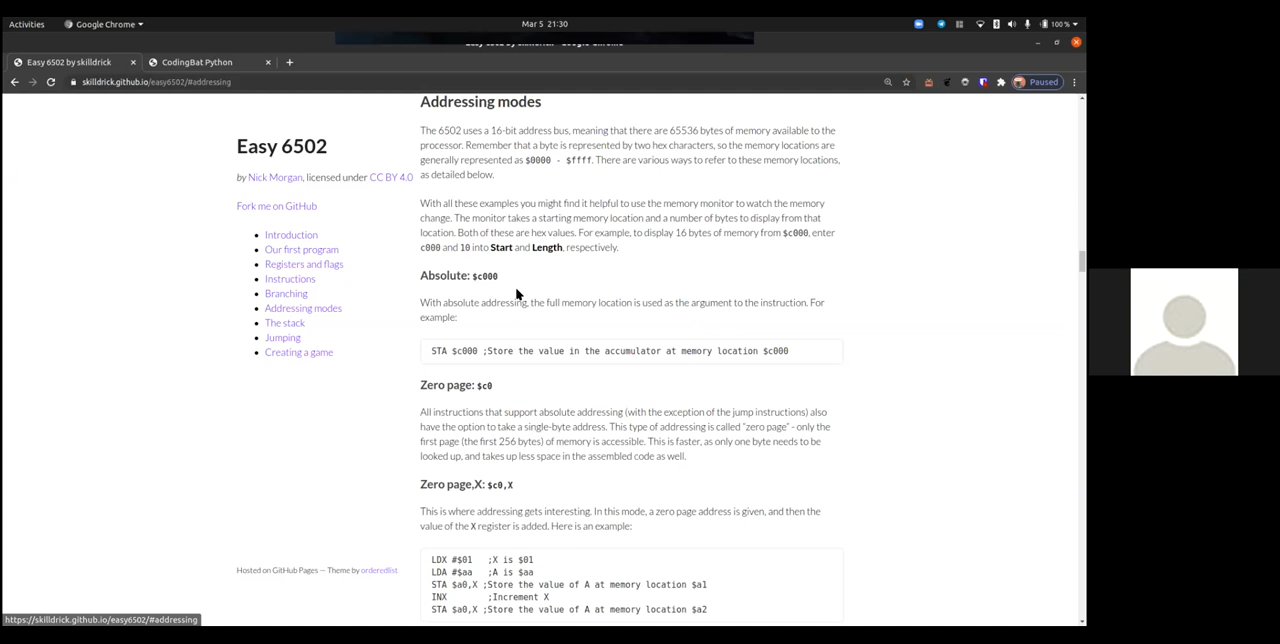 Activities
Google Chrome
Mar 5 21:30
100 %
Easy 6502 by skilldrick
CodingBat Python
skilldrick.github.io/easy6502/#addressing
Paused
Easy 6502
by Nick Morgan, licensed under CC BY 4.0
Fork me on GitHub
Introduction
Our first program
Registers and flags
Instructions
Branching
Addressing modes
The stack
Jumping
Creating a game
Hosted on GitHub Pages — Theme by orderedlist
Addressing modes
The 6502 uses a 16-bit address bus, meaning that there are 65536 bytes of memory available to the
processor. Remember that a byte is represented by two hex characters, so the memory locations are
generally represented as $0000 - $ffff. There are various ways to refer to these memory locations,
as detailed below.
With all these examples you might find it helpful to use the memory monitor to watch the memory
change. The monitor takes a starting memory location and a number of bytes to display from that
location. Both of these are hex values. For example, to display 16 bytes of memory from $c000, enter
c000 and 10 into Start and Length, respectively.
Absolute: $c000
With absolute addressing, the full memory location is used as the argument to the instruction. For
example:
STA $c000 ;Store the value in the accumulator at memory location $c000
Zero page: $c0
All instructions that support absolute addressing (with the exception of the jump instructions) also
have the option to take a single-byte address. This type of addressing is called “zero page” - only the
first page (the first 256 bytes) of memory is accessible. This is faster, as only one byte needs to be
looked up, and takes up less space in the assembled code as well.
Zero page,X: $c0,X
This is where addressing gets interesting. In this mode, a zero page address is given, and then the
value of the X register is added. Here is an example:
LDX #$01 ;X is $01
LDA #$aa ;A is $aa
STA $a0,X ;Store the value of A at memory location $a1
INX ;Increment X
STA $a0,X ;Store the value of A at memory location $a2
https://skilldrick.github.io/easy6502/#addressing